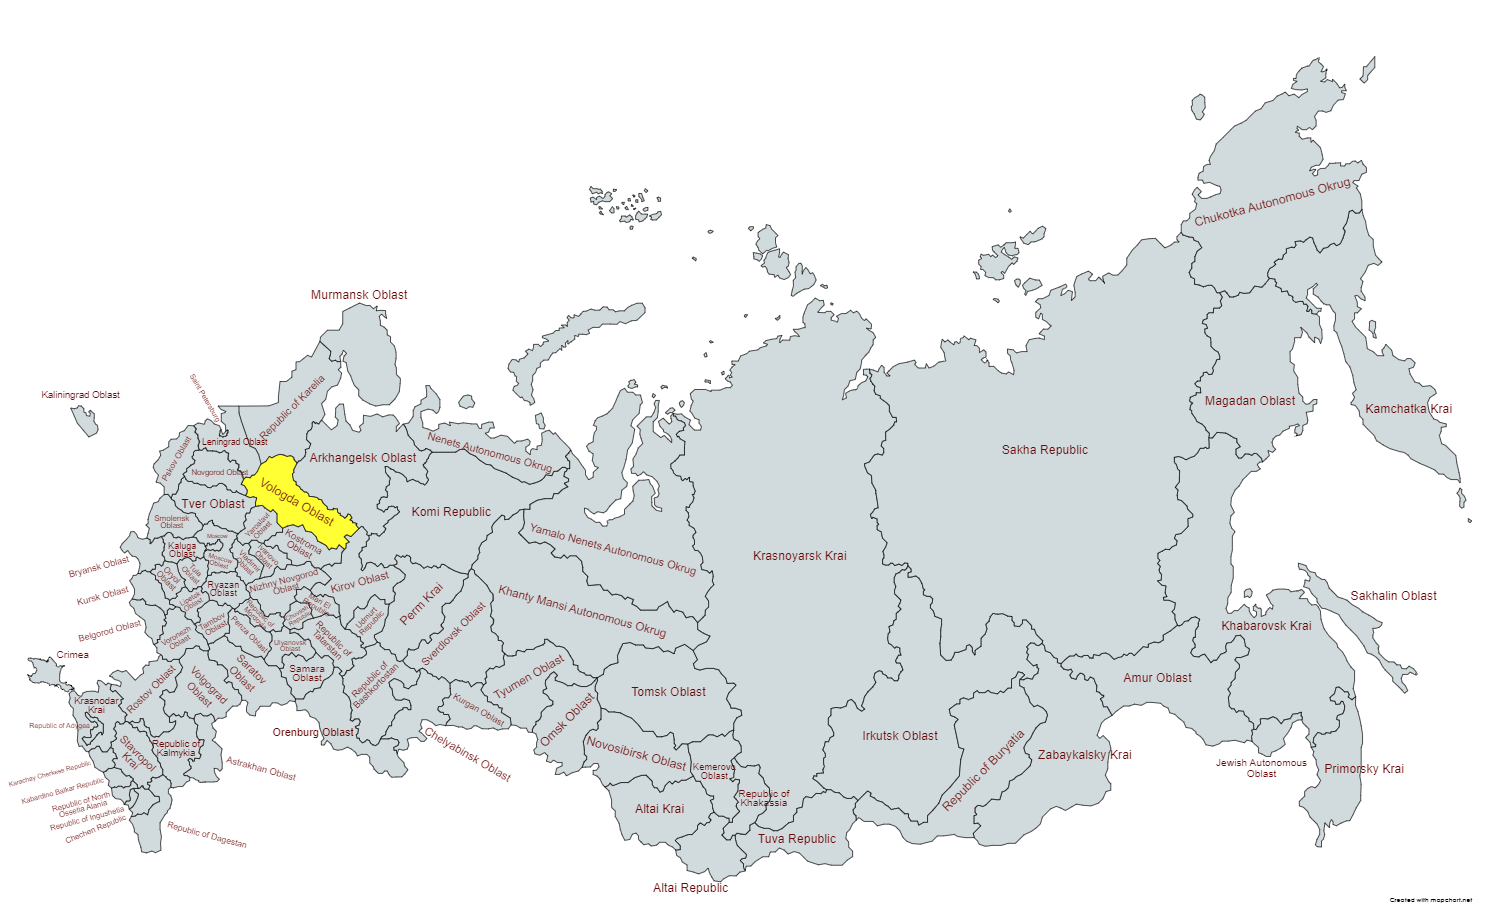 Chukotka Autonomous Okrug
Murmansk Oblast
Kaliningrad Oblast
Saint Petersburg
Republic of Karelia
Magadan Oblast
Kamchatka Krai
Leningrad Oblast
Nenets Autonomous Okrug
Sakha Republic
Pskov Oblast
Arkhangelsk Oblast
Novgorod Oblast
Vologda Oblast
Tver Oblast
Komi Republic
Smolensk
Oblast
Yaroslavl
Oblast
Kostroma
Oblast
Moscow
Yamalo Nenets Autonomous Okrug
Krasnoyarsk Krai
Kaluga
Oblast
Ivanovo
Oblast
Moscow
Oblast
Vladimir
Oblast
Bryansk Oblast
Oryol
Oblast
Tula
Oblast
Ryazan
Oblast
Nizhny Novgorod
Oblast
Kirov Oblast
Perm Krai
Kursk Oblast
Lipetsk
Oblast
Mari El
Republic
Chuvash
Republic
Republic of
Mordovia
Udmurt
Republic
Khanty Mansi Autonomous Okrug
Sakhalin Oblast
Khabarovsk Krai
Belgorod Oblast
Voronezh
Oblast
Tambov
Oblast
Penza Oblast
Ulyanovsk
Oblast
Republic of
Tatarstan
Sverdlovsk Oblast
Crimea
Samara
Oblast
Saratov
Oblast
Republic of
Bashkortostan
Tyumen Oblast
Tomsk Oblast
Amur Oblast
Rostov Oblast
Volgograd
Oblast
Krasnodar
Krai
Kurgan Oblast
Omsk Oblast
Republic of Adygea
Orenburg Oblast
Irkutsk Oblast
Stavropol
Krai
Republic of
Kalmykia
Chelyabinsk Oblast
Novosibirsk Oblast
Republic of Buryatia
Zabaykalsky Krai
Karachay Cherkess Republic
Astrakhan Oblast
Kemerovo
Oblast
Jewish Autonomous
Oblast
Primorsky Krai
Kabardino Balkar Republic
Republic of North
Ossetia Alania
Republic of Ingushetia
Chechen Republic
Republic of Dagestan
Altai Krai
Republic of
Khakassia
Tuva Republic
Altai Republic
Created with mapchart.net